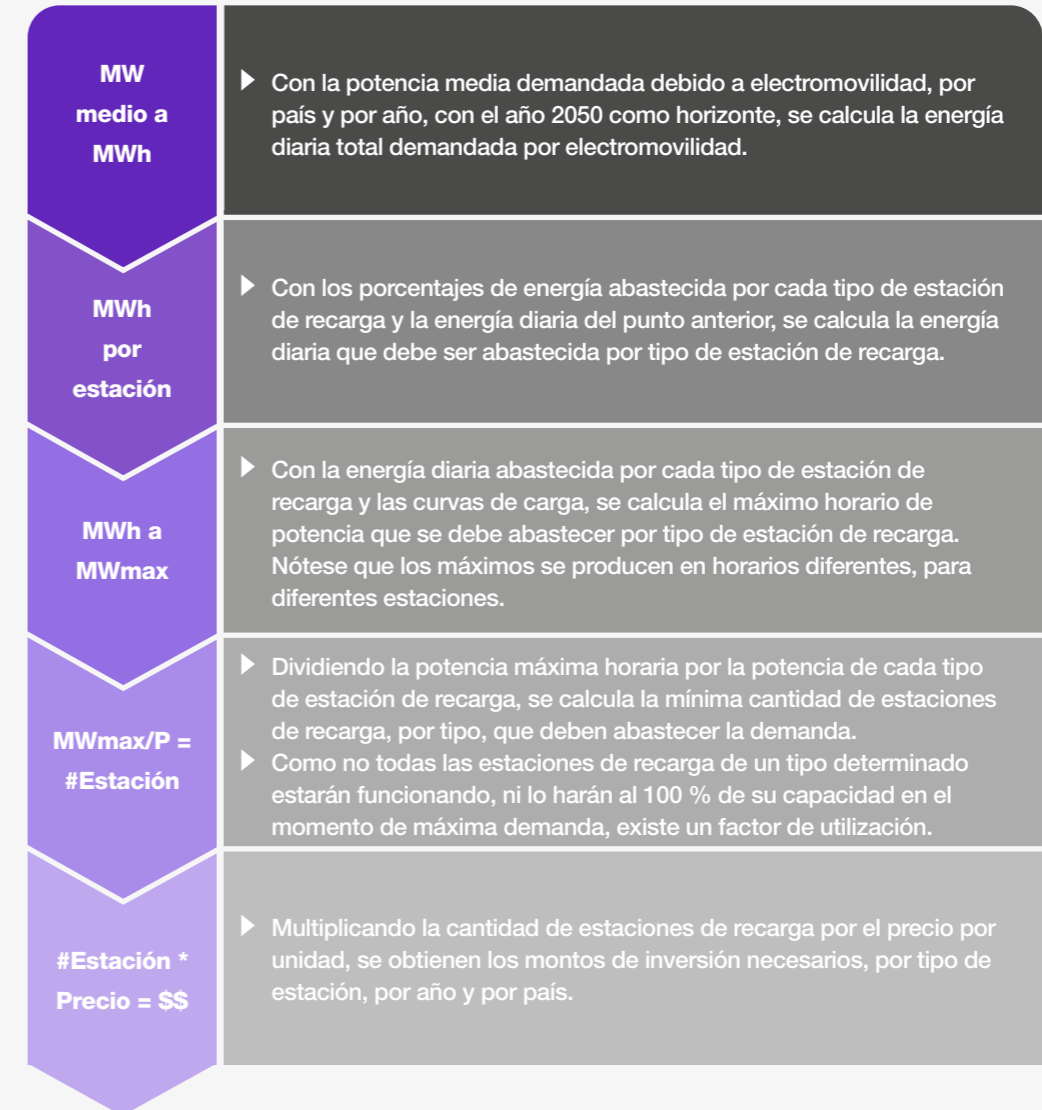 MW
medio a
MWh
▶ Con la potencia media demandada debido a electromovilidad, por
país y por año, con el año 2050 como horizonte, se calcula la energía
diaria total demandada por electromovilidad.
MWh
por
estación
▶ Con los porcentajes de energía abastecida por cada tipo de estación
de recarga y la energía diaria del punto anterior, se calcula la energía
diaria que debe ser abastecida por tipo de estación de recarga.
MWh a
MWmax
▶ Con la energía diaria abastecida por cada tipo de estación de
recarga y las curvas de carga, se calcula el máximo horario de
potencia que se debe abastecer por tipo de estación de recarga.
Nótese que los máximos se producen en horarios diferentes, para
diferentes estaciones.
MWmax/P =
#Estación
▶ Dividiendo la potencia máxima horaria por la potencia de cada tipo
de estación de recarga, se calcula la mínima cantidad de estaciones
de recarga, por tipo, que deben abastecer la demanda.
▶ Como no todas las estaciones de recarga de un tipo determinado
estarán funcionando, ni lo harán al 100 % de su capacidad en el
momento de máxima demanda, existe un factor de utilización.
#Estación *
Precio = $$
▶ Multiplicando la cantidad de estaciones de recarga por el precio por
unidad, se obtienen los montos de inversión necesarios, por tipo de
estación, por año y por país.